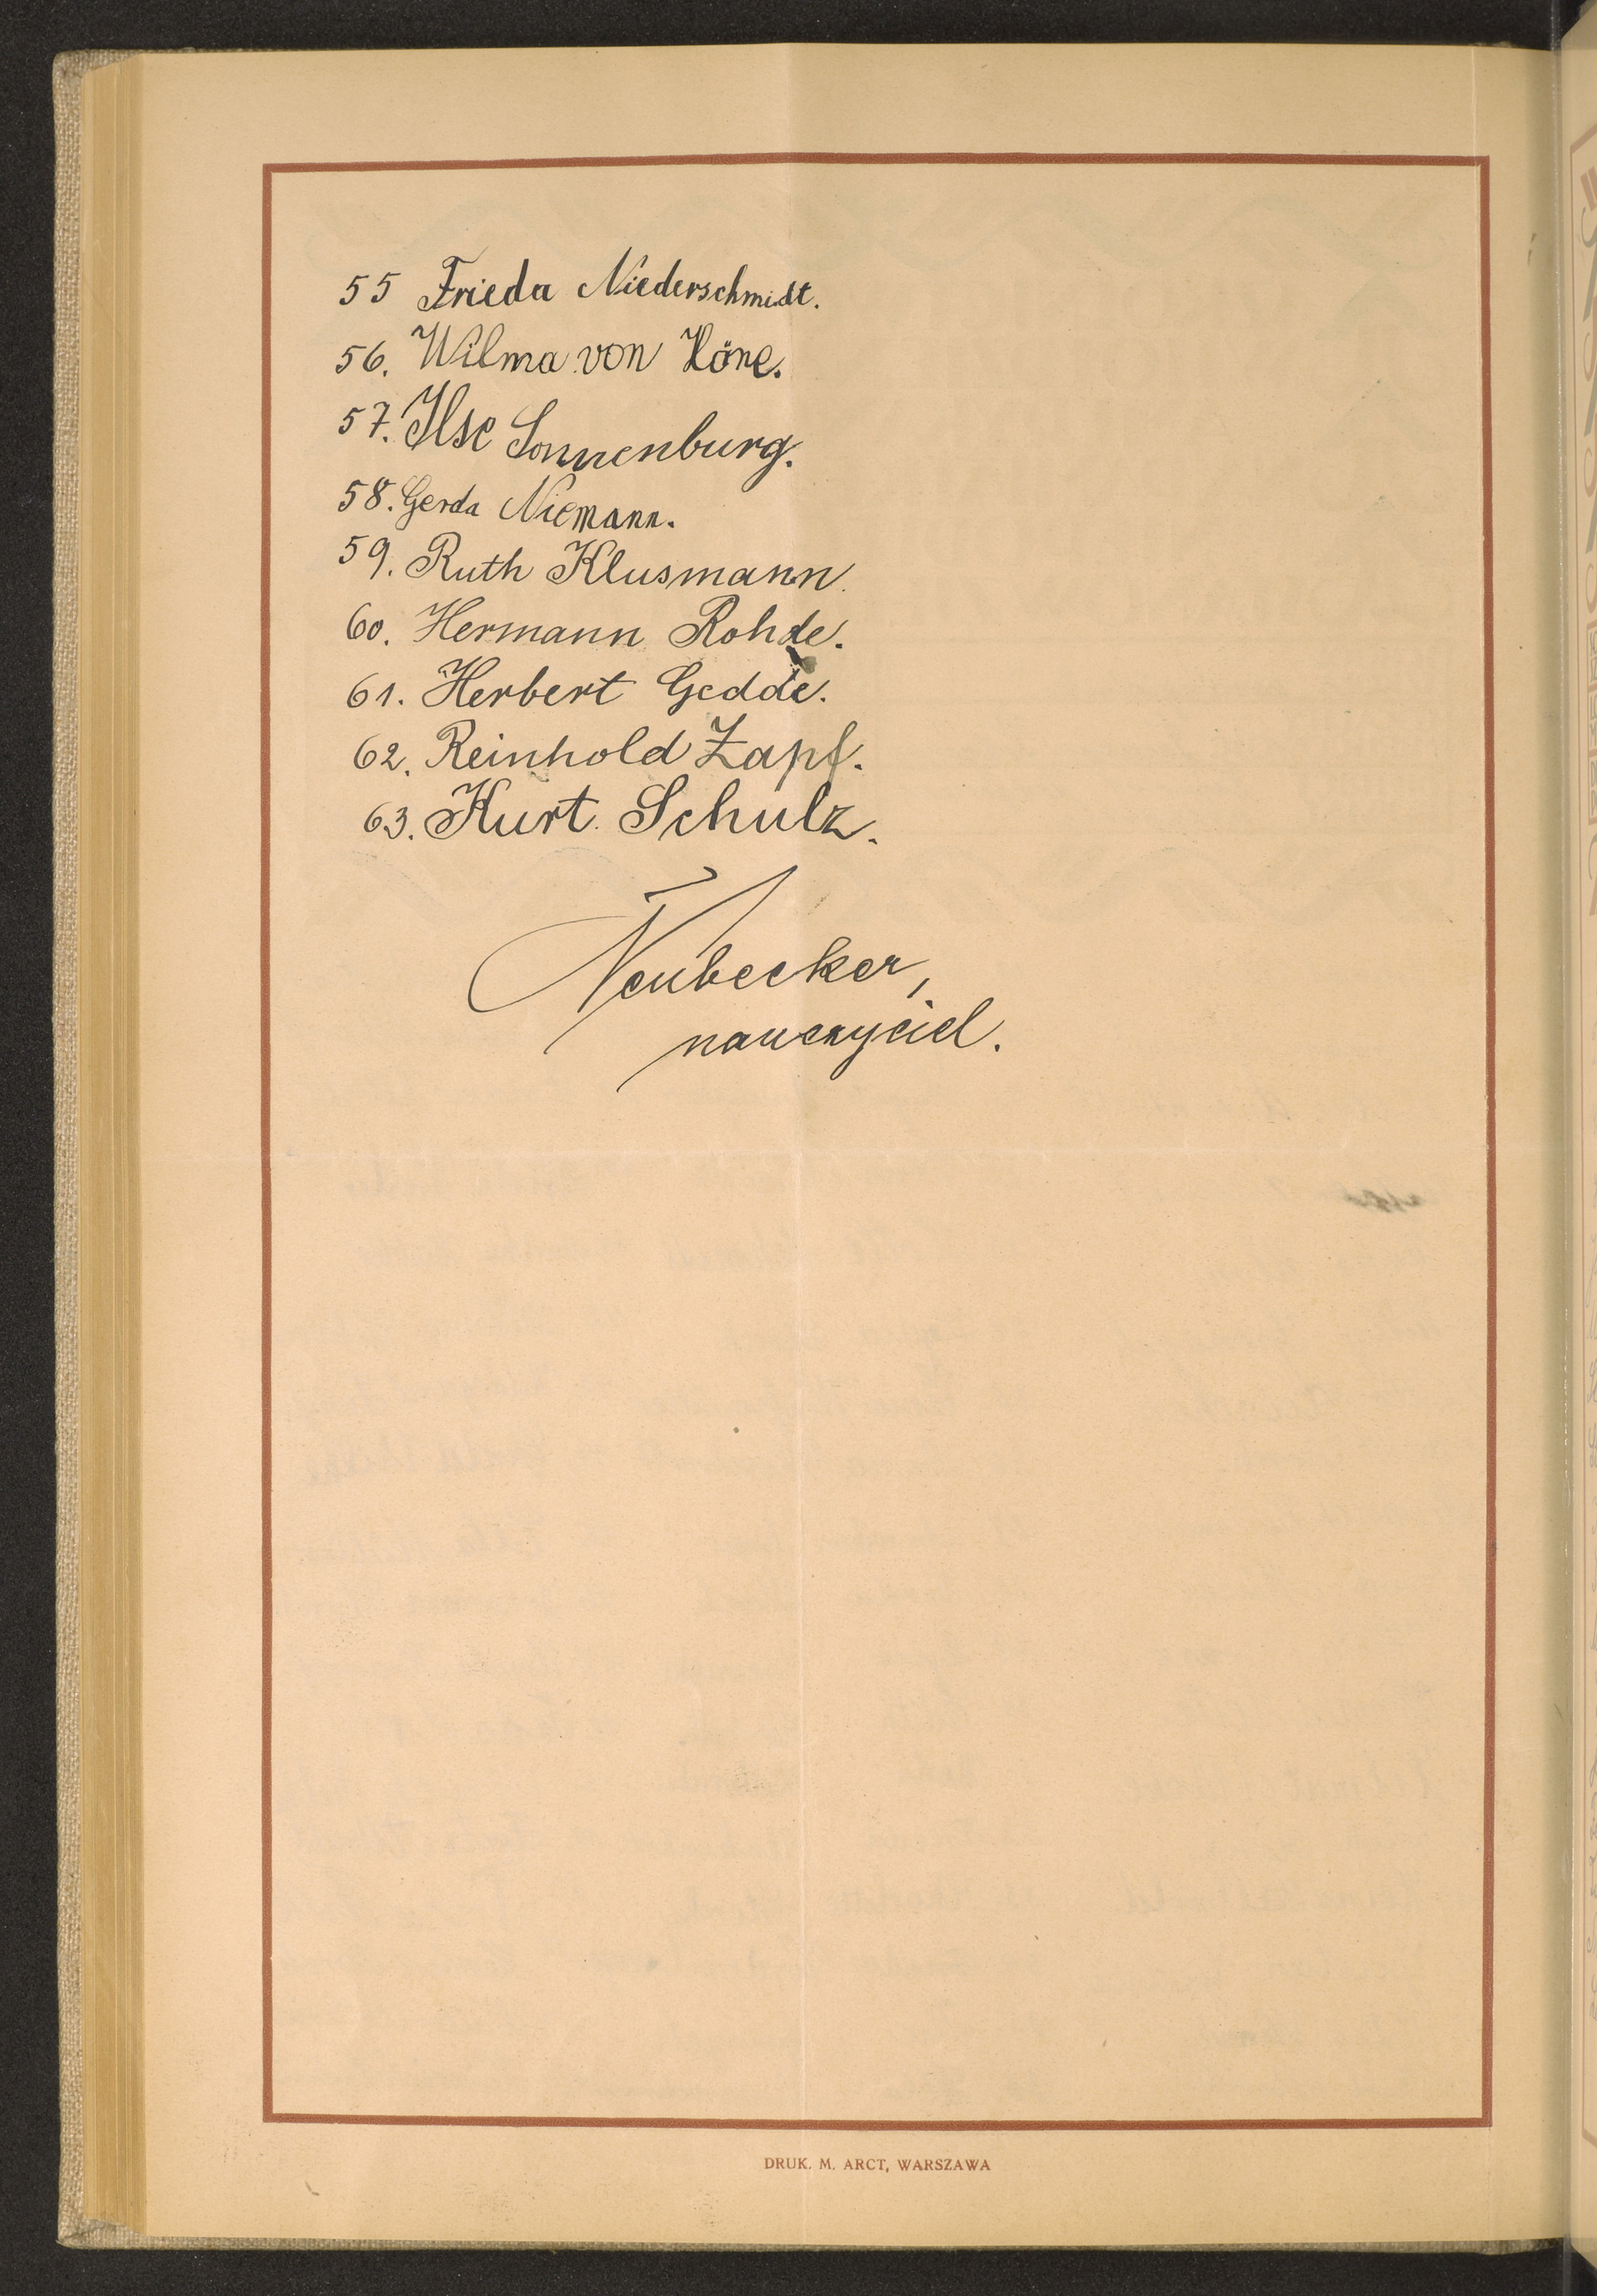 55 Frieda Niederschmidt.
56. Wilma von Höne.
57. Ilse Sonnenburg.
58. Gerda Niemann.
59. Ruth Klusmann.
60. Hermann Rohde.
61. Herbert Gedde.
62. Reinhold Zapf.
63. Kurt Schulz.
Neubecker,
nauczyciel.
DRUK. M. ARCT, WARSZAWA